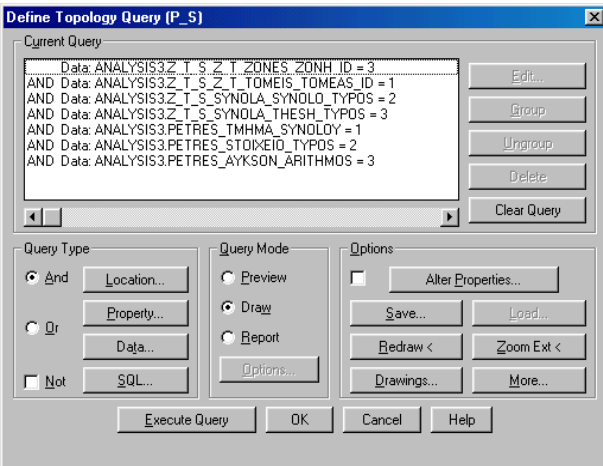 Define Topology Query (P_S)
Current Query
Data: ANALYSIS3.Z_T_S_Z_T_ZONES_ZONH_ID = 3
AND Data: ANALYSIS3.Z_T_S_Z_T_TOMEIS_TOMEAS_ID = 1
AND Data: ANALYSIS3.Z_T_S_SYNOLA_SYNOLO_TYPOS = 2
AND Data: ANALYSIS3.Z_T_S_SYNOLA_THESH_TYPOS = 3
AND Data: ANALYSIS3.PETRES_TMHMA_SYNOLOY = 1
AND Data: ANALYSIS3.PETRES_STOIXEIO_TYPOS = 2
AND Data: ANALYSIS3.PETRES_AYKSON_ARITHMOS = 3
Edit...
Group
Ungroup
Delete
Clear Query
Query Type
And
Location...
Property...
Or
Data...
Not
SQL...
Query Mode
Preview
Draw
Report
Options...
Options
Alter Properties...
Save...
Load...
Redraw <
Zoom Ext <
Drawings...
More...
Execute Query
OK
Cancel
Help